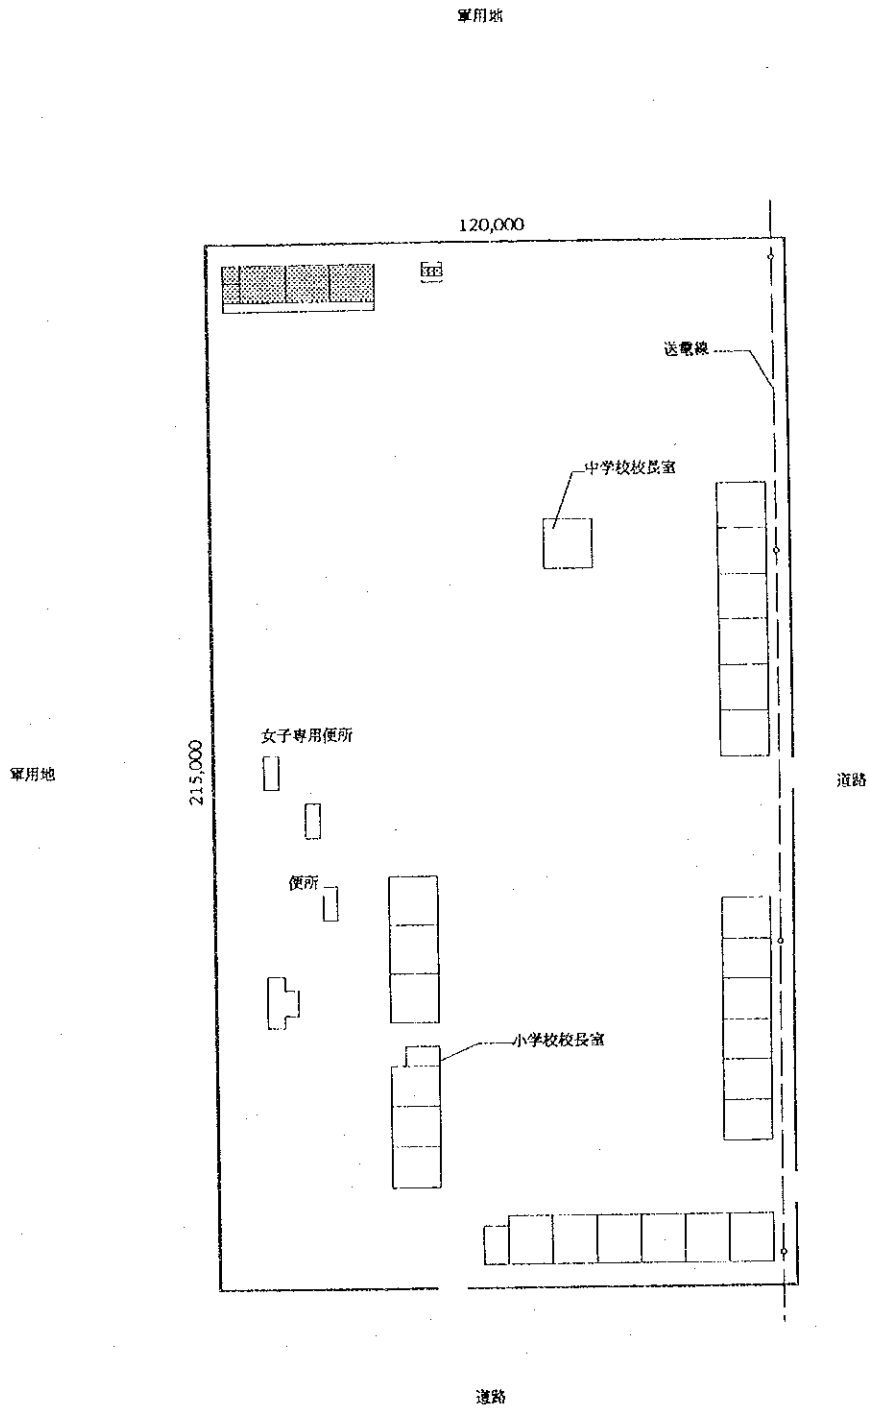 軍用地
120,000
送電線
中学校校長室
女子専用便所
215,000
軍用地
道路
便所
小学校校長室
道路